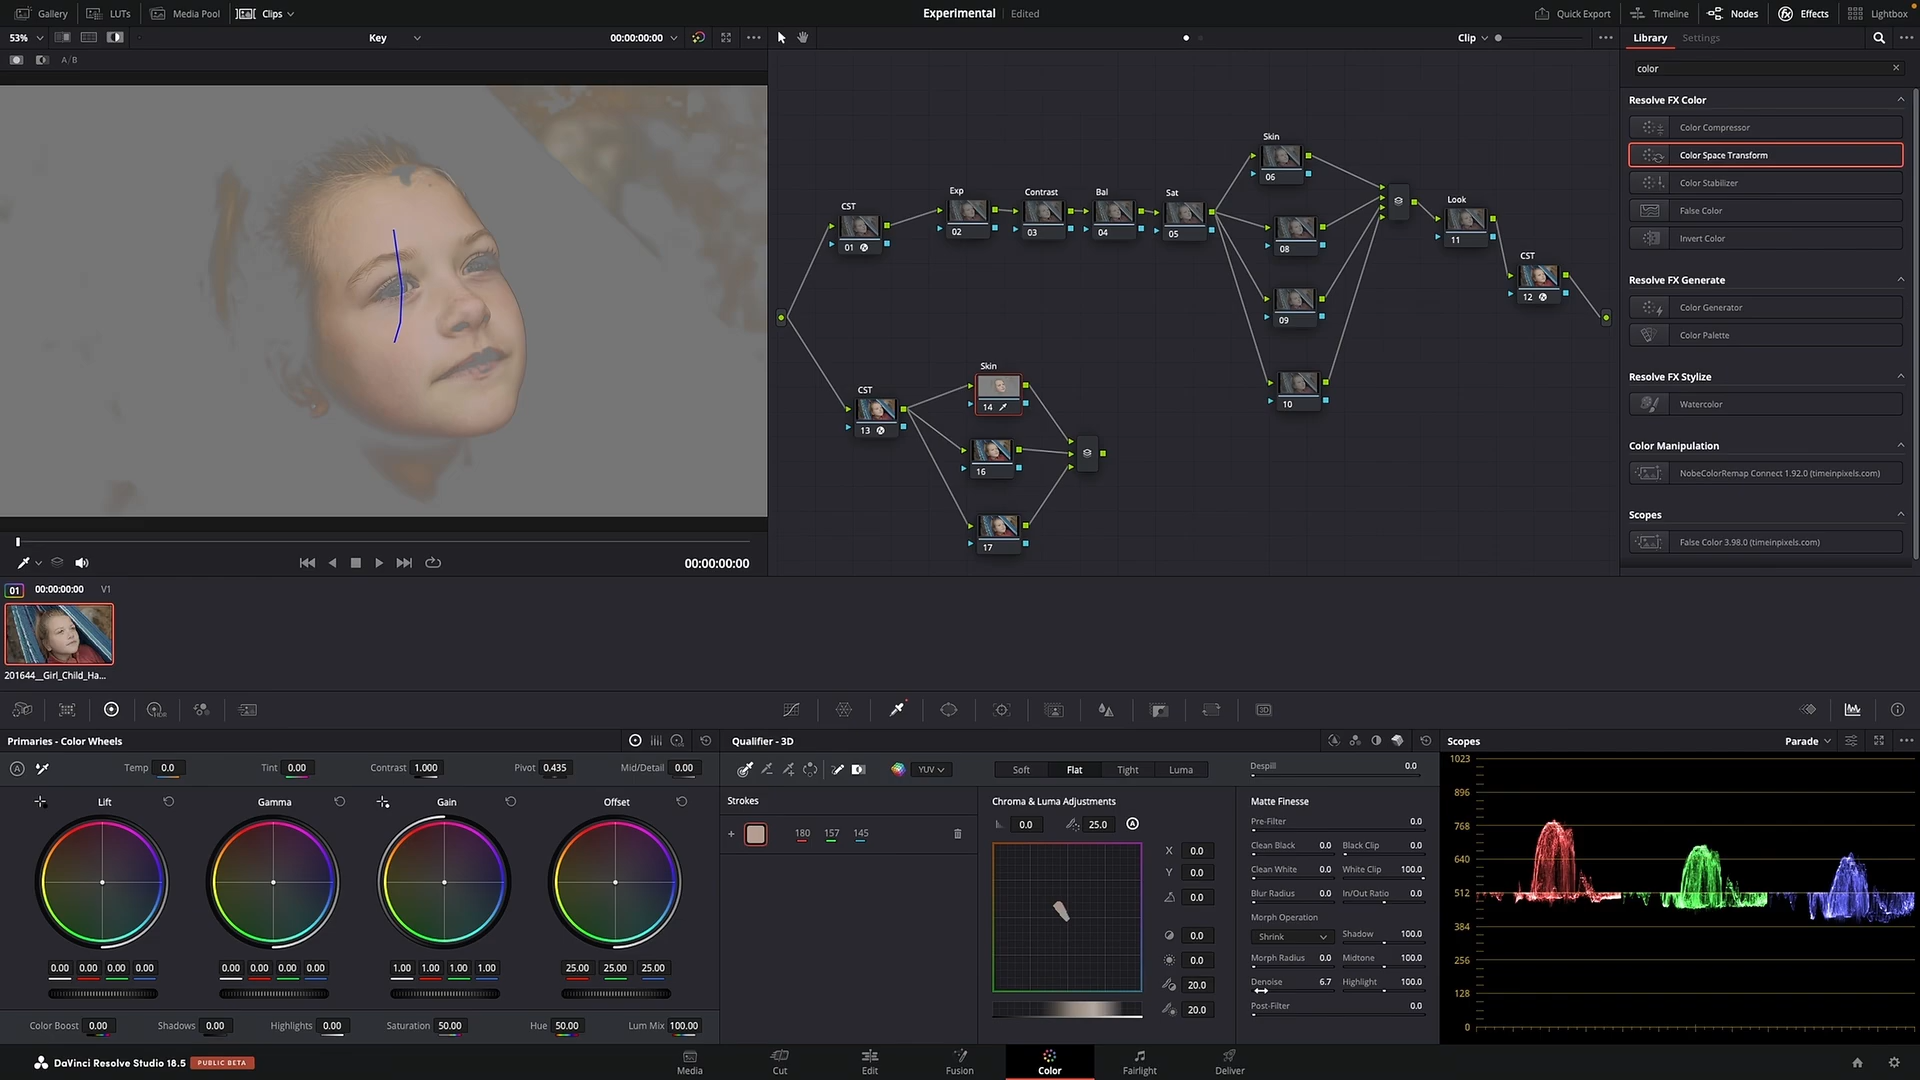 Gallery LUTs Media Pool Clips Experimental Edited Quick Export Timeline Nodes Effects Lightbox
53% Key 00:00:00:00 Clip Library Settings
A/B
color
Resolve FX Color
Color Compressor
Color Space Transform
Color Stabilizer
False Color
Invert Color
Resolve FX Generate
Color Generator
Color Palette
Resolve FX Stylize
Watercolor
Color Manipulation
NobeColorRemap Connect 1.92.0 (timeinpixels.com)
Scopes
False Color 3.98.0 (timeinpixels.com)
Skin
06
CST Exp Contrast Bal Sat Look
01 02 03 04 05 08 11
CST
12
09
Skin
CST
14 10
13
16
17
00:00:00:00
01 00:00:00:00 V1
201644__Girl_Child_Ha...
Primaries - Color Wheels Qualifier - 3D Scopes Parade
Temp 0.0 Tint 0.00 Contrast 1.000 Pivot 0.435 Mid/Detail 0.00
YUV Soft Flat Tight Luma Despill 0.0
Lift Gamma Gain Offset
0.00 0.00 0.00 0.00 0.00 0.00 0.00 0.00 1.00 1.00 1.00 1.00 25.00 25.00 25.00
Color Boost 0.00 Shadows 0.00 Highlights 0.00 Saturation 50.00 Hue 50.00 Lum Mix 100.00
Strokes
180 157 145
Chroma & Luma Adjustments
0.0 25.0
X 0.0
Y 0.0
0.0
0.0
0.0
20.0
20.0
Matte Finesse
Pre-Filter 0.0
Clean Black 0.0 Black Clip 0.0
Clean White 0.0 White Clip 100.0
Blur Radius 0.0 In/Out Ratio 0.0
Morph Operation
Shrink Shadow 100.0
Morph Radius 0.0 Midtone 100.0
Denoise 6.7 Highlight 100.0
Post-Filter 0.0
1023
896
768
640
512
384
256
128
0
DaVinci Resolve Studio 18.5 PUBLIC BETA
Media Cut Edit Fusion Color Fairlight Deliver